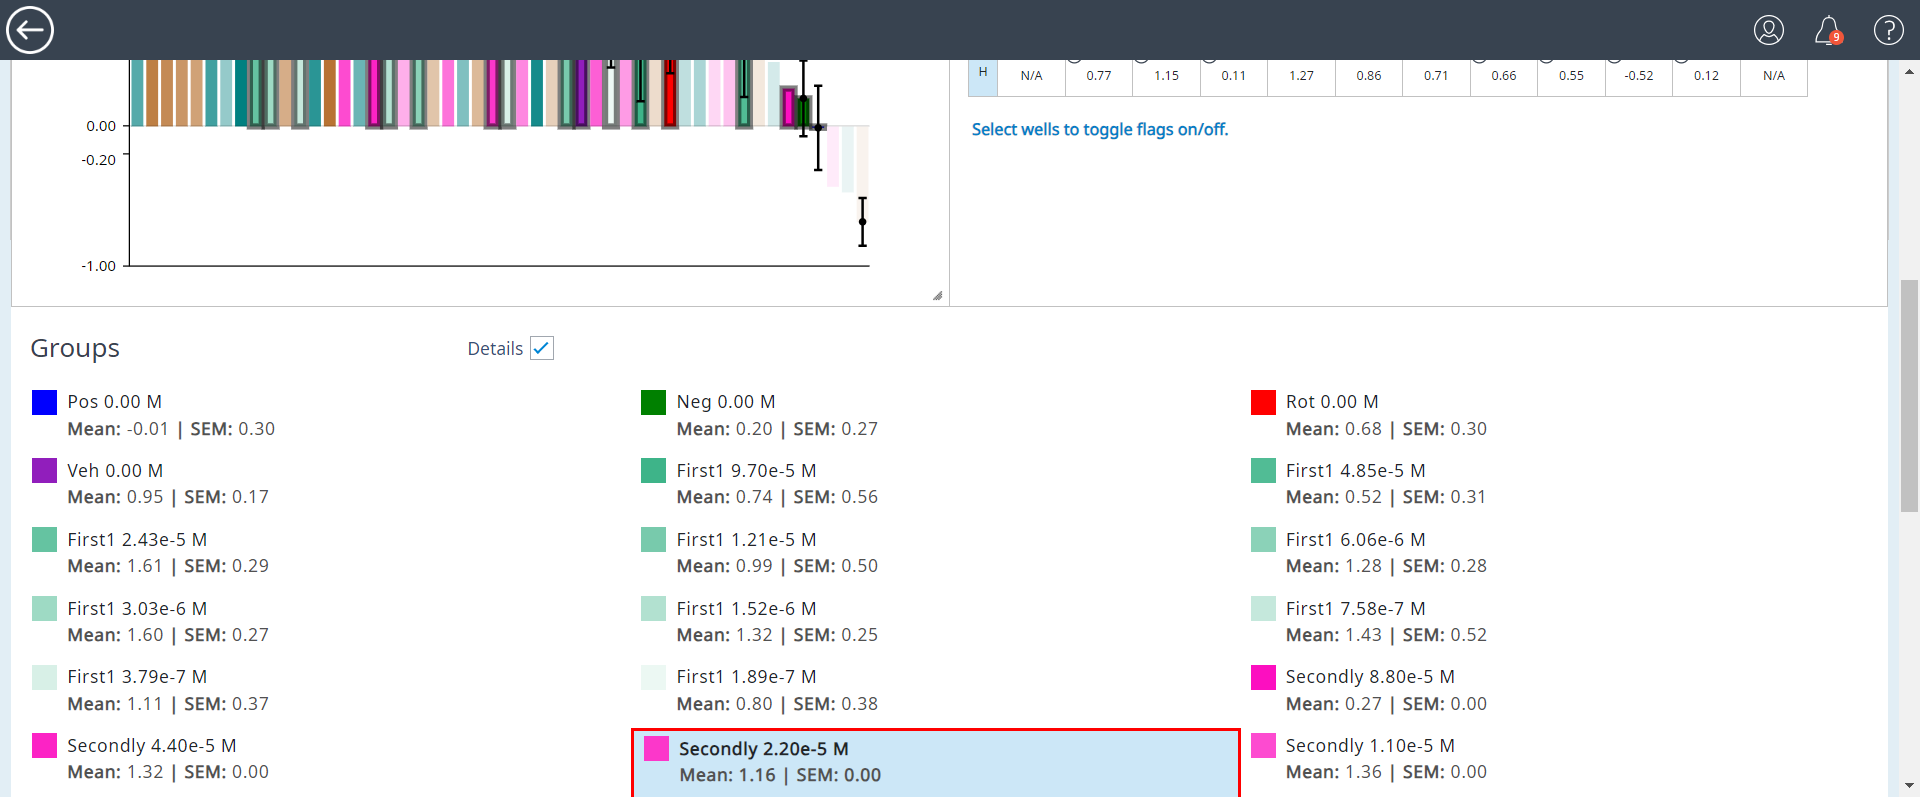 9
H N/A 0.77 1.15 0.11 1.27 0.86 0.71 0.66 0.55 -0.52 0.12 N/A
0.00
-0.20
-1.00
Select wells to toggle flags on/off.
Groups
Details
Pos 0.00 M
Mean: -0.01 | SEM: 0.30
Neg 0.00 M
Mean: 0.20 | SEM: 0.27
Rot 0.00 M
Mean: 0.68 | SEM: 0.30
Veh 0.00 M
Mean: 0.95 | SEM: 0.17
First1 9.70e-5 M
Mean: 0.74 | SEM: 0.56
First1 4.85e-5 M
Mean: 0.52 | SEM: 0.31
First1 2.43e-5 M
Mean: 1.61 | SEM: 0.29
First1 1.21e-5 M
Mean: 0.99 | SEM: 0.50
First1 6.06e-6 M
Mean: 1.28 | SEM: 0.28
First1 3.03e-6 M
Mean: 1.60 | SEM: 0.27
First1 1.52e-6 M
Mean: 1.32 | SEM: 0.25
First1 7.58e-7 M
Mean: 1.43 | SEM: 0.52
First1 3.79e-7 M
Mean: 1.11 | SEM: 0.37
First1 1.89e-7 M
Mean: 0.80 | SEM: 0.38
Secondly 8.80e-5 M
Mean: 0.27 | SEM: 0.00
Secondly 4.40e-5 M
Mean: 1.32 | SEM: 0.00
Secondly 2.20e-5 M
Mean: 1.16 | SEM: 0.00
Secondly 1.10e-5 M
Mean: 1.36 | SEM: 0.00